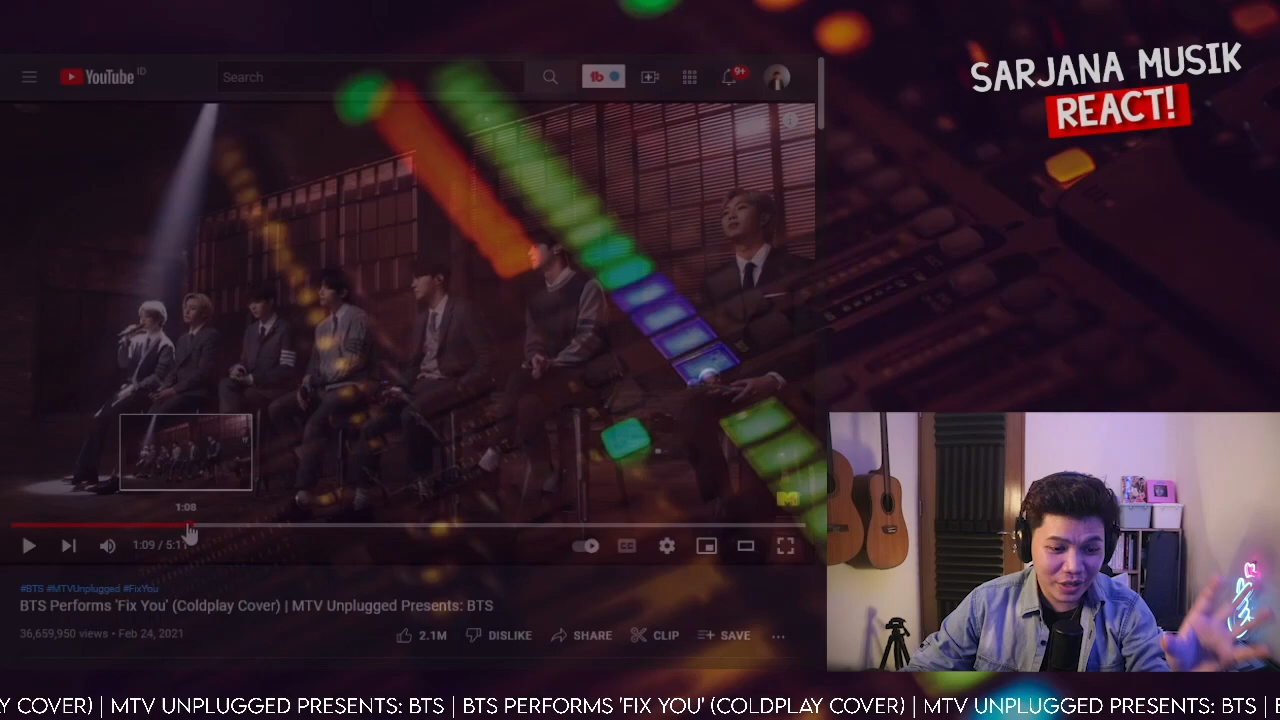 SARJANA MUSIK
REACT!
YouTube ID
Search
9+
1:08
1:09 / 5:17
CC
#BTS #MTVUnplugged #FixYou
BTS Performs 'Fix You' (Coldplay Cover) | MTV Unplugged Presents: BTS
36,659,950 views • Feb 24, 2021
2.1M DISLIKE SHARE CLIP SAVE
Y COVER) | MTV UNPLUGGED PRESENTS: BTS | BTS PERFORMS 'FIX YOU' (COLDPLAY COVER) | MTV UNPLUGGED PRESENTS: BTS |